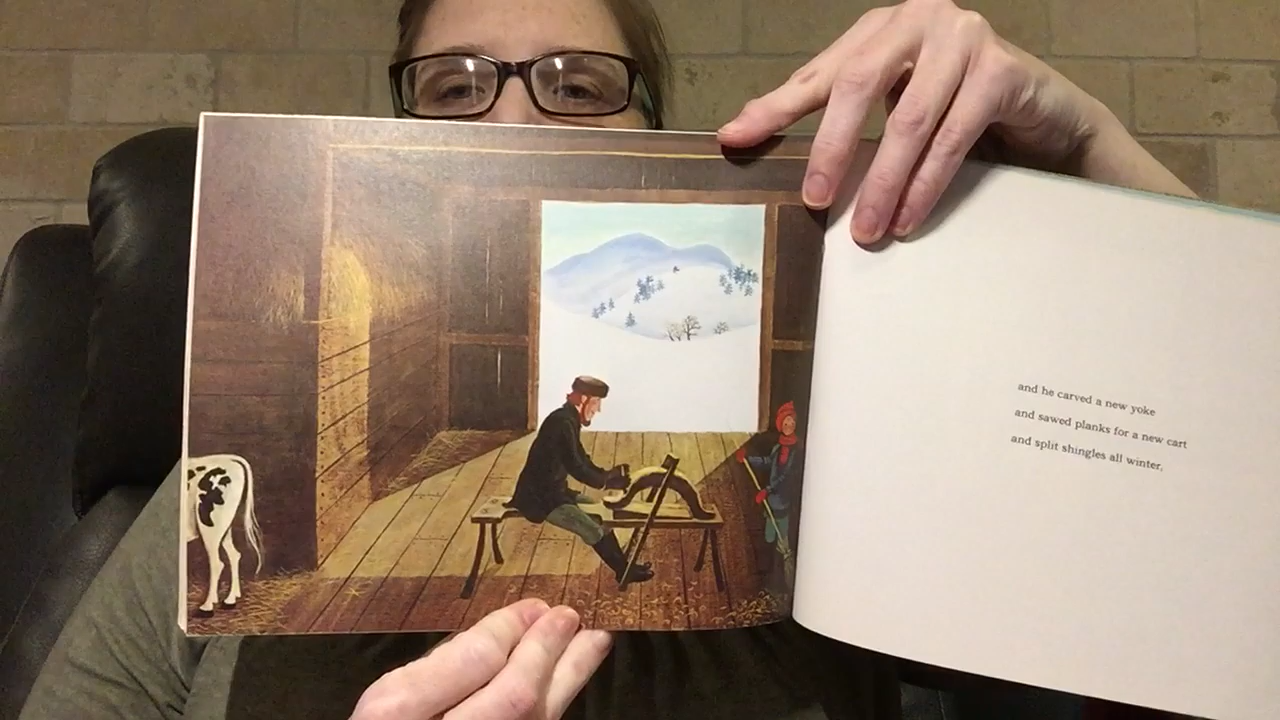 and he carved a new yoke
and sawed planks for a new cart
and split shingles all winter,